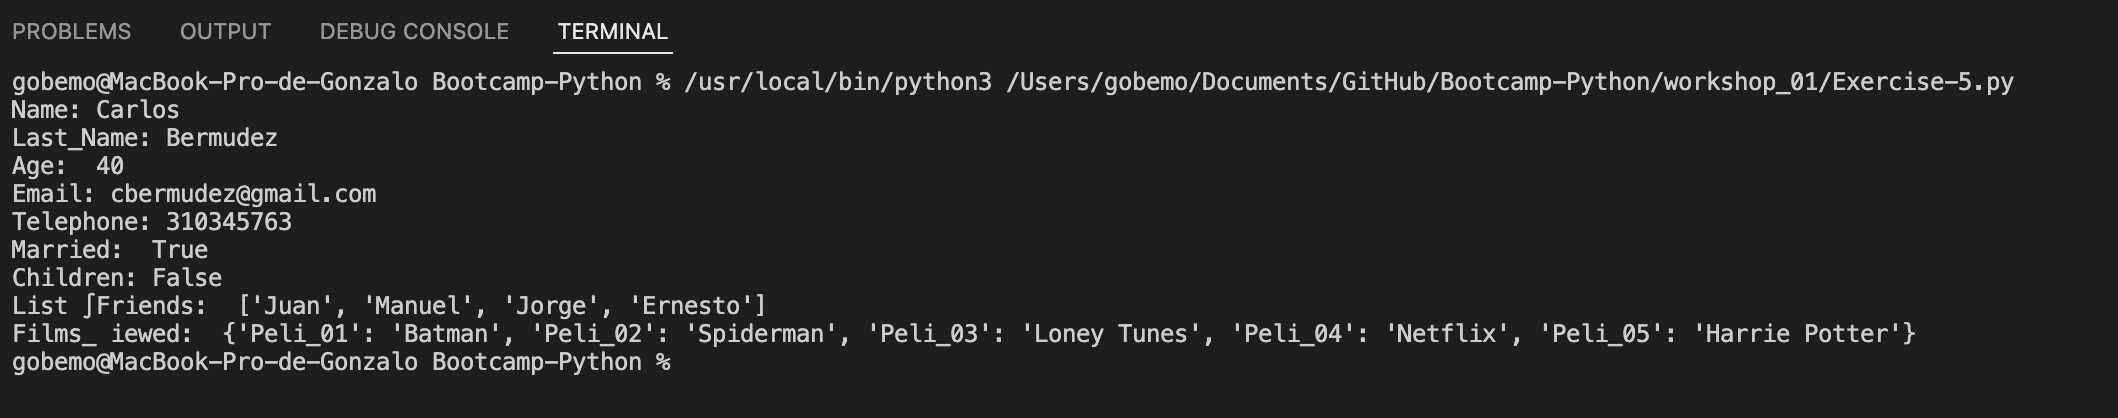 PROBLEMS OUTPUT DEBUG CONSOLE TERMINAL
gobemo@MacBook-Pro-de-Gonzalo Bootcamp-Python % /usr/local/bin/python3 /Users/gobemo/Documents/GitHub/Bootcamp-Python/workshop_01/Exercise-5.py
Name: Carlos
Last_Name: Bermudez
Age:  40
Email: cbermudez@gmail.com
Telephone: 310345763
Married:  True
Children: False
List ∫Friends:  ['Juan', 'Manuel', 'Jorge', 'Ernesto']
Films_ iewed:  {'Peli_01': 'Batman', 'Peli_02': 'Spiderman', 'Peli_03': 'Loney Tunes', 'Peli_04': 'Netflix', 'Peli_05': 'Harrie Potter'}
gobemo@MacBook-Pro-de-Gonzalo Bootcamp-Python %